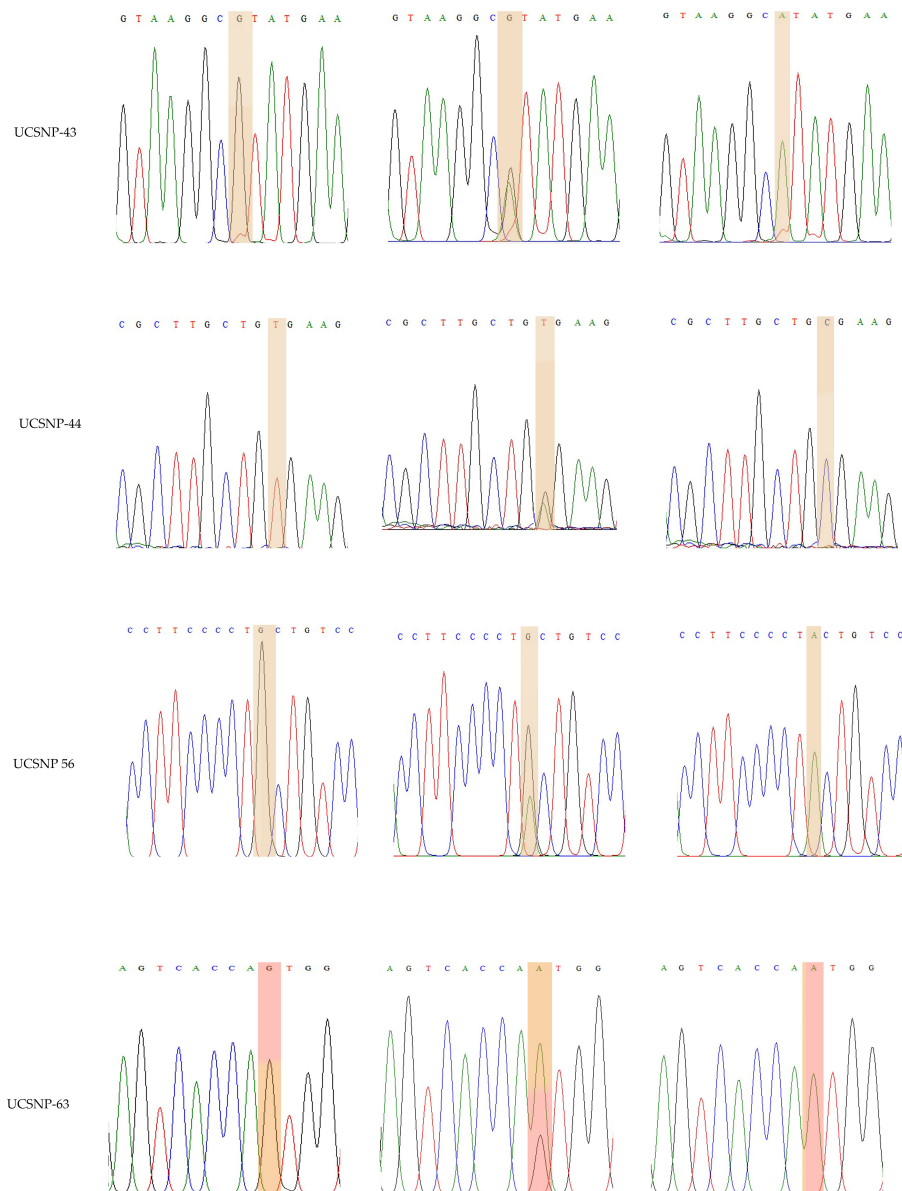 G T A A G G C G T A T G A A
G T A A G G C G T A T G A A
G T A A G G C A T A T G A A
UCSNP-43
C G C T T G C T G T G A A G
C G C T T G C T G T G A A G
C G C T T G C T G C G A A G
UCSNP-44
C C T T C C C C T G C T G T C C
C C T T C C C C T G C T G T C C
C C T T C C C C T A C T G T C C
UCSNP 56
A G T C A C C A G T G G
A G T C A C C A A T G G
A G T C A C C A A T G G
UCSNP-63